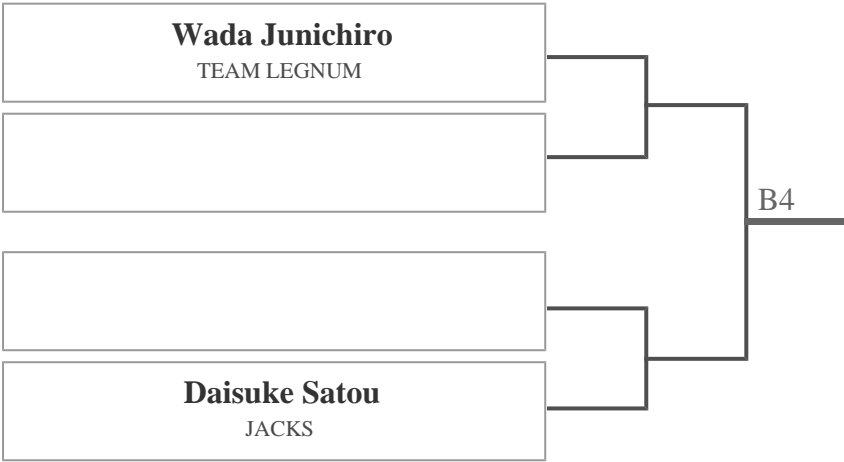 Wada Junichiro
TEAM LEGNUM
B4
Daisuke Satou
JACKS